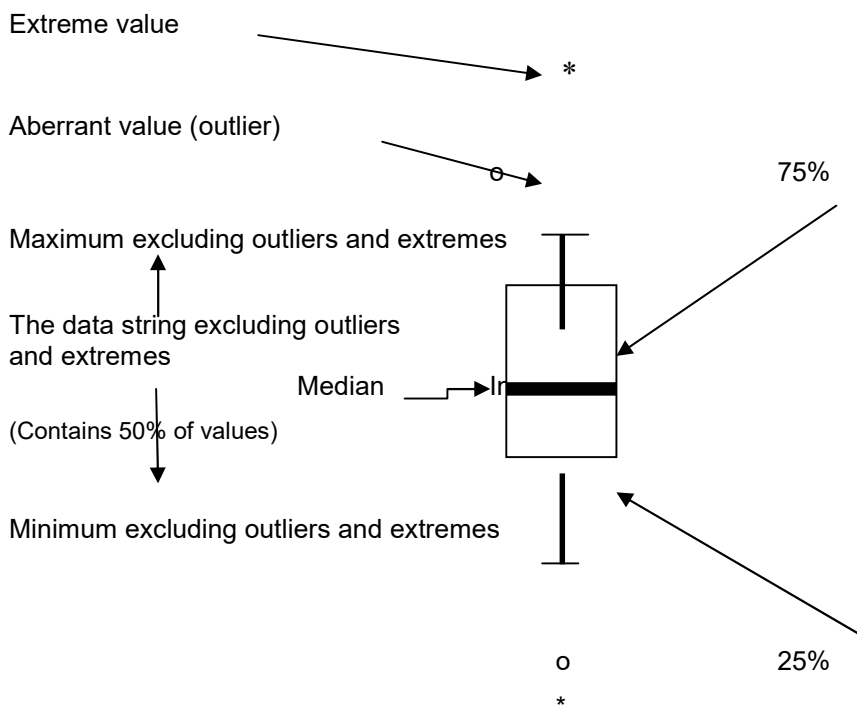 Extreme value
*
Aberrant value (outlier)
o
75%
Maximum excluding outliers and extremes
The data string excluding outliers
and extremes
Median
In
(Contains 50% of values)
Minimum excluding outliers and extremes
o
25%
*